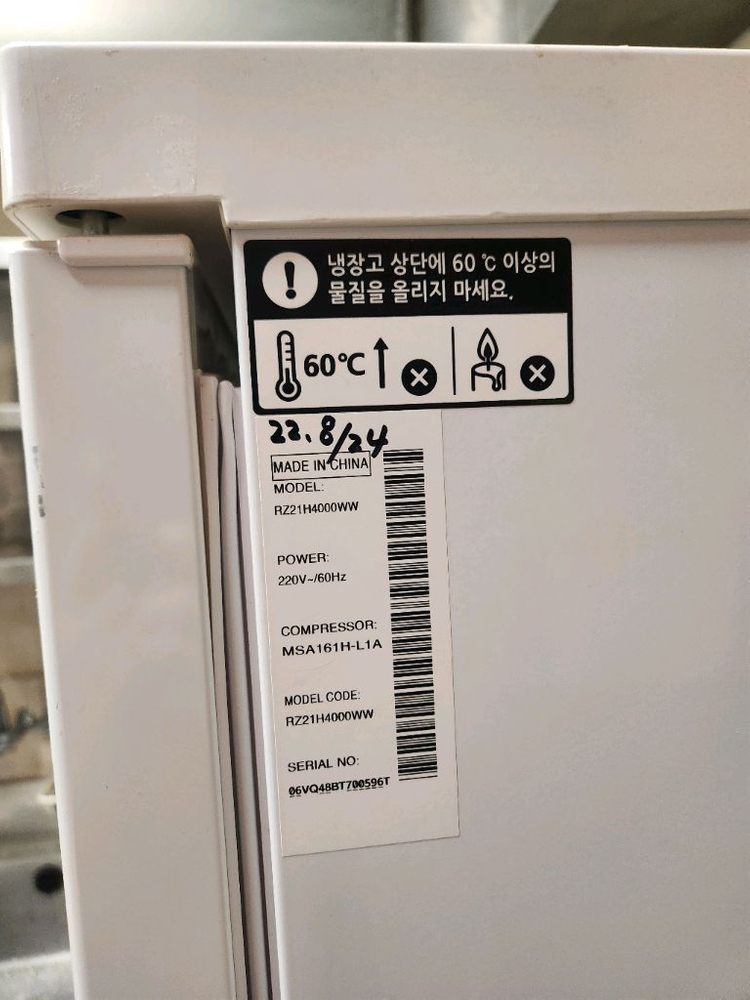 냉장고 상단에 60 ℃ 이상의
물질을 올리지 마세요.
60℃
22.8/24
MADE IN CHINA
MODEL:
RZ21H4000WW
POWER:
220V~/60Hz
COMPRESSOR:
MSA161H-L1A
MODEL CODE:
RZ21H4000WW
SERIAL NO:
06VQ48BT700596T